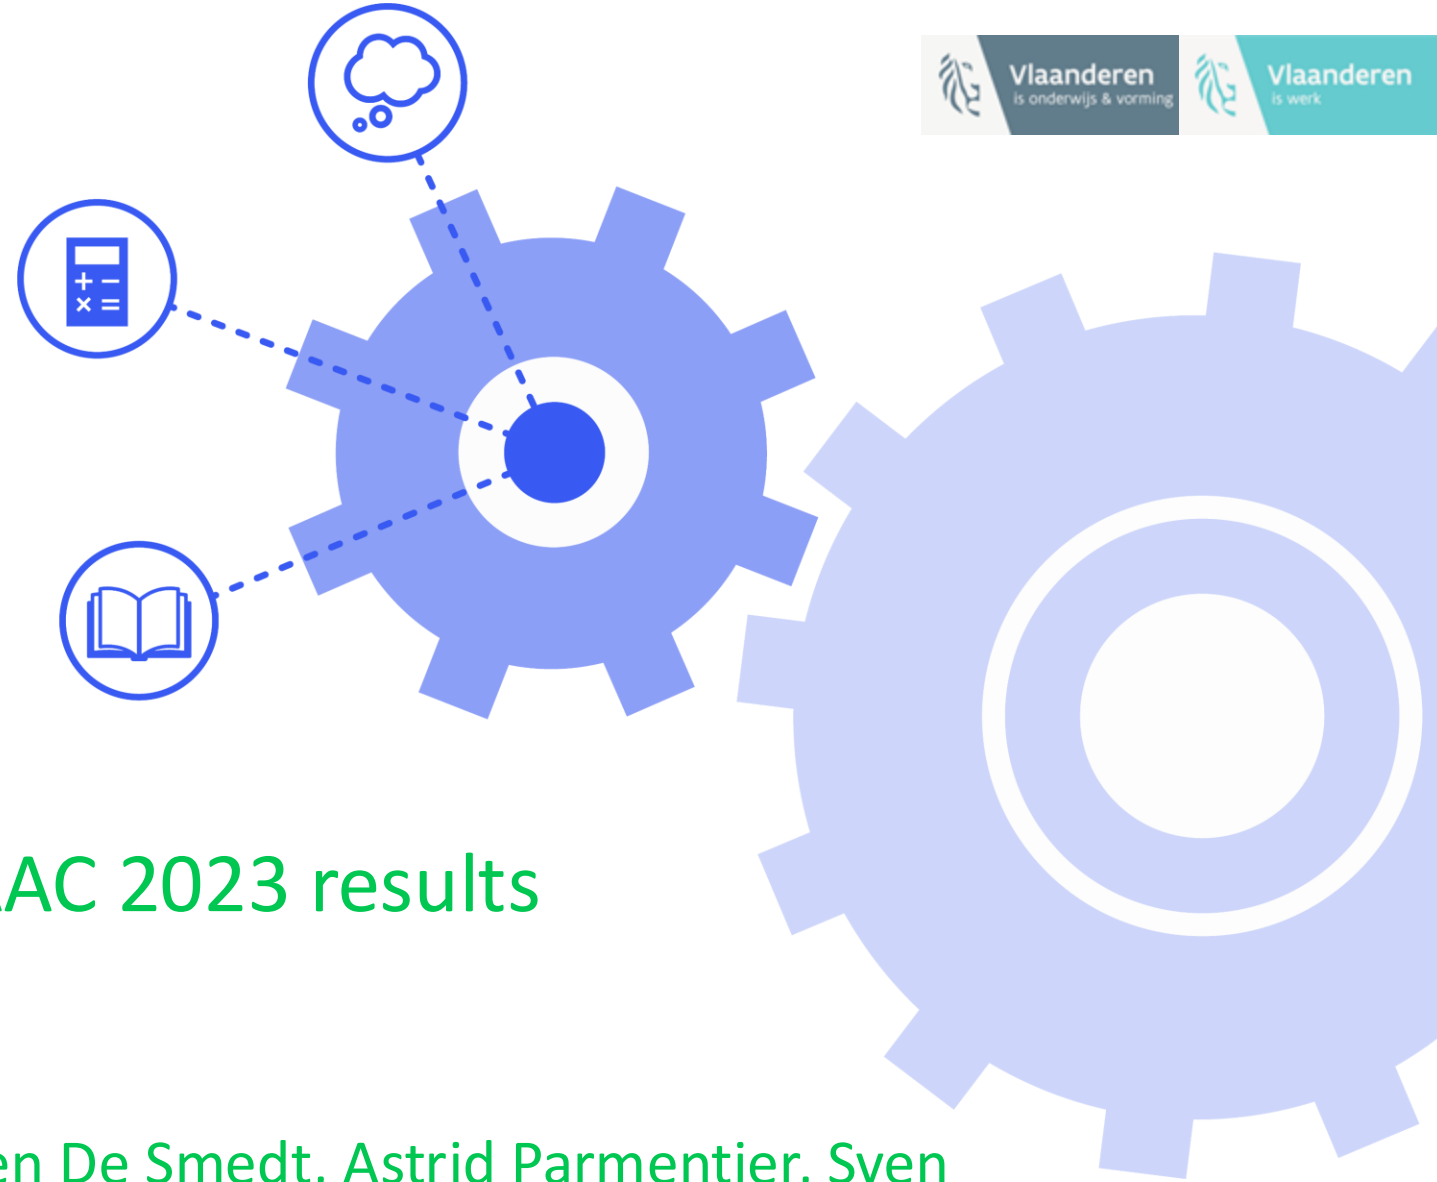 Vlaanderen
is onderwijs & vorming
Vlaanderen
is werk
AC 2023 results
en De Smedt, Astrid Parmentier, Sven